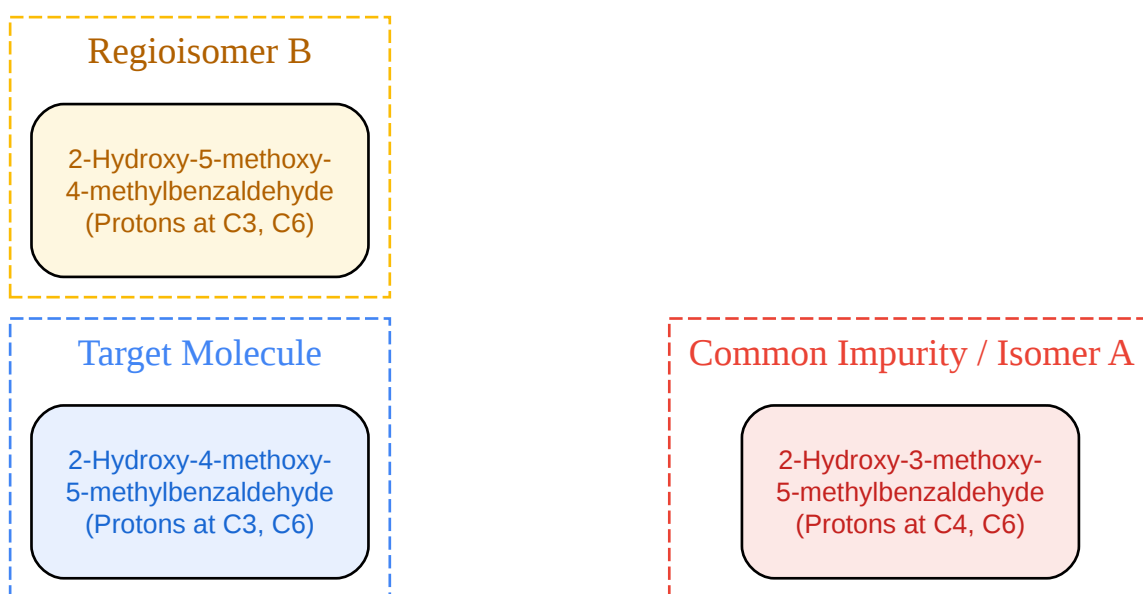 Regioisomer B
2-Hydroxy-5-methoxy-
4-methylbenzaldehyde
(Protons at C3, C6)
Target Molecule
2-Hydroxy-4-methoxy-
5-methylbenzaldehyde
(Protons at C3, C6)
Common Impurity / Isomer A
2-Hydroxy-3-methoxy-
5-methylbenzaldehyde
(Protons at C4, C6)